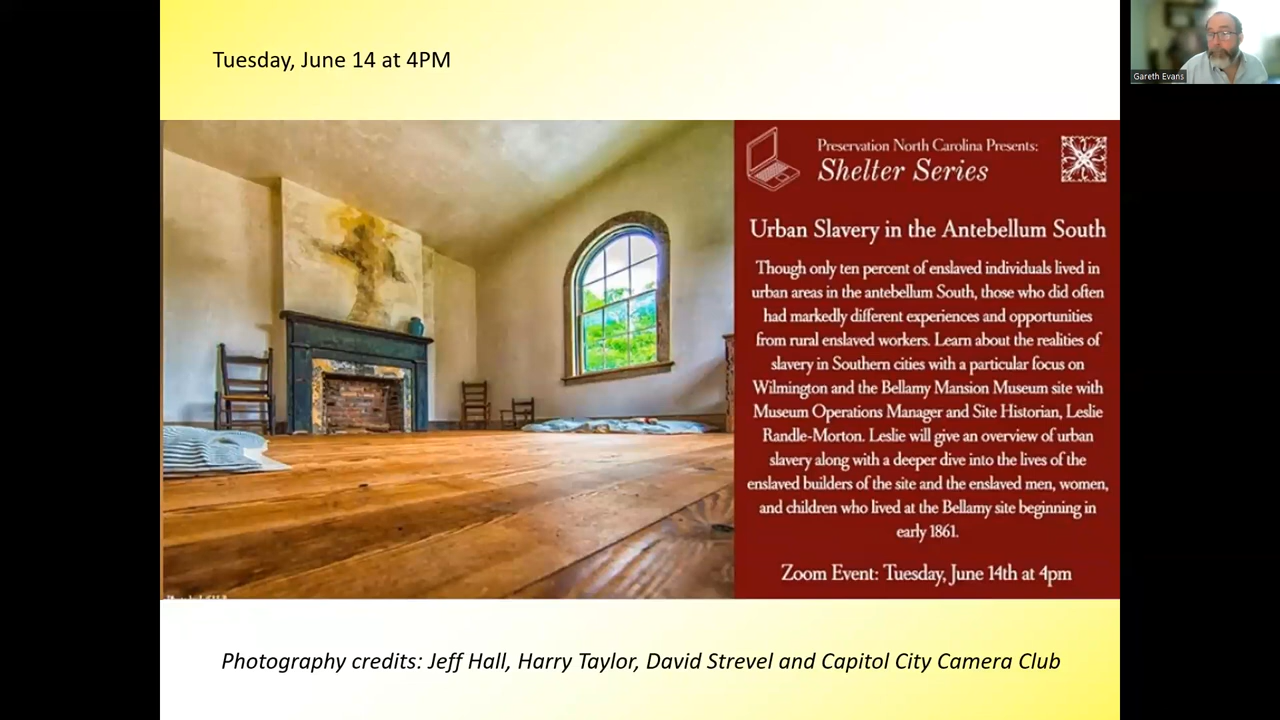 Tuesday, June 14 at 4PM
Gareth Evans
Preservation North Carolina Presents:
Shelter Series
Urban Slavery in the Antebellum South
Though only ten percent of enslaved individuals lived in
urban areas in the antebellum South, those who did often
had markedly different experiences and opportunities
from rural enslaved workers. Learn about the realities of
slavery in Southern cities with a particular focus on
Wilmington and the Bellamy Mansion Museum site with
Museum Operations Manager and Site Historian, Leslie
Randle-Morton. Leslie will give an overview of urban
slavery along with a deeper dive into the lives of the
enslaved builders of the site and the enslaved men, women,
and children who lived at the Bellamy site beginning in
early 1861.
Zoom Event: Tuesday, June 14th at 4pm
Photography credits: Jeff Hall, Harry Taylor, David Strevel and Capitol City Camera Club